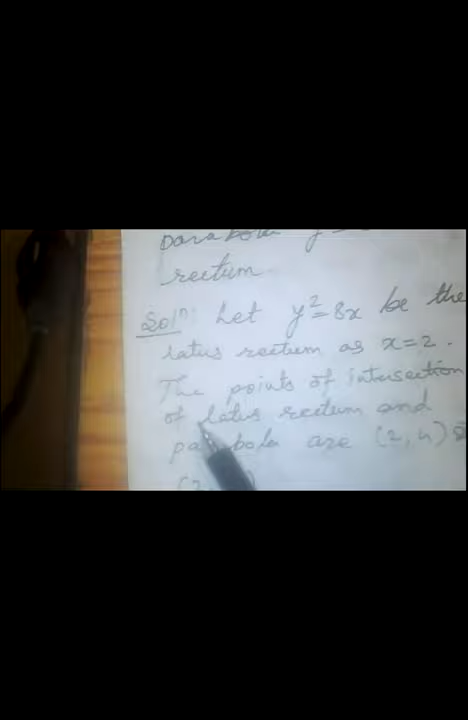 parabola y =
rectum.
Soln: Let y²=8x be the
latus rectum as x=2.
The points of intersection
of latus rectum and
parabola are (2, 4) &
(2,